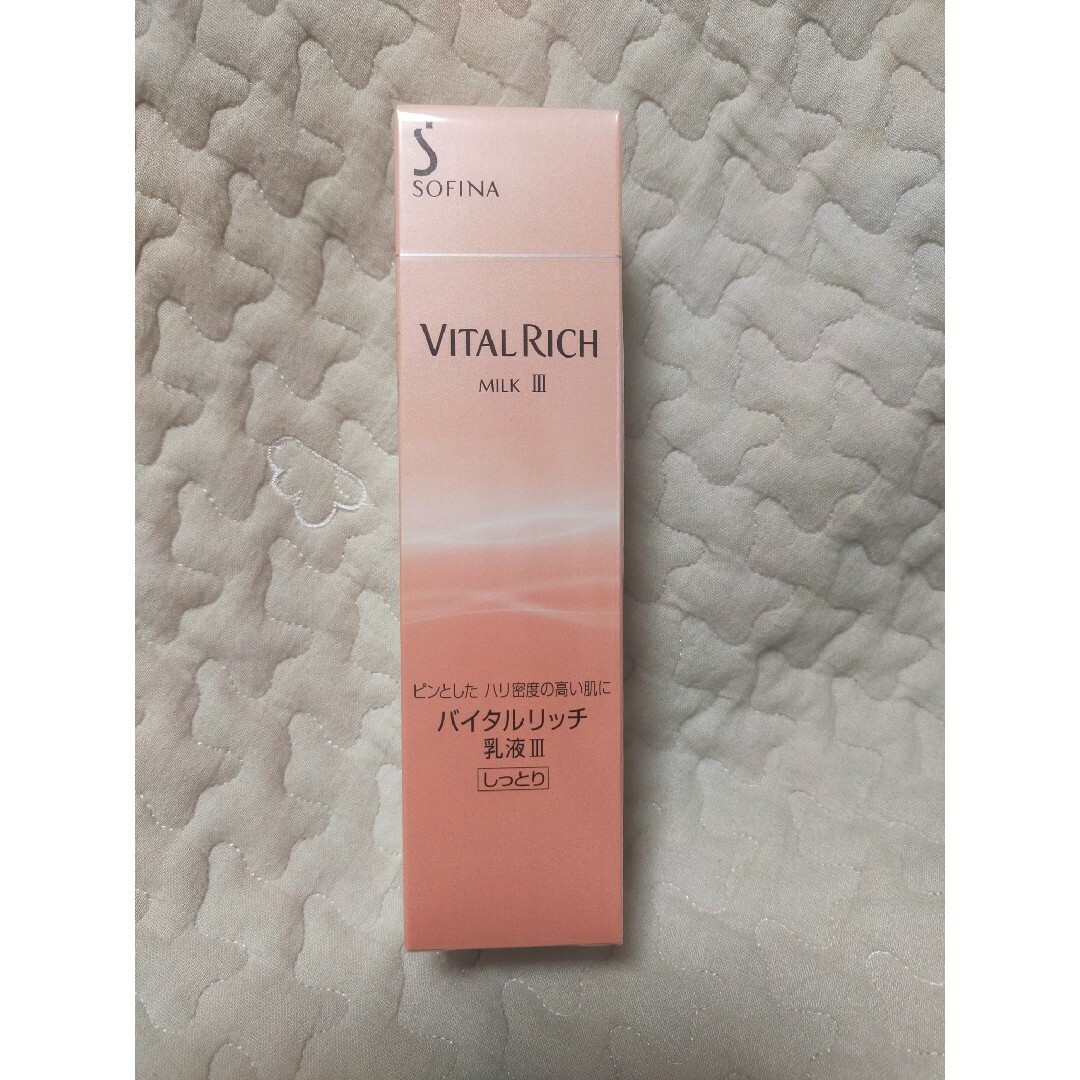 SOFINA
VITAL RICH
MILK Ⅲ
ピンとした ハリ密度の高い肌に
バイタルリッチ
乳液Ⅲ
しっとり